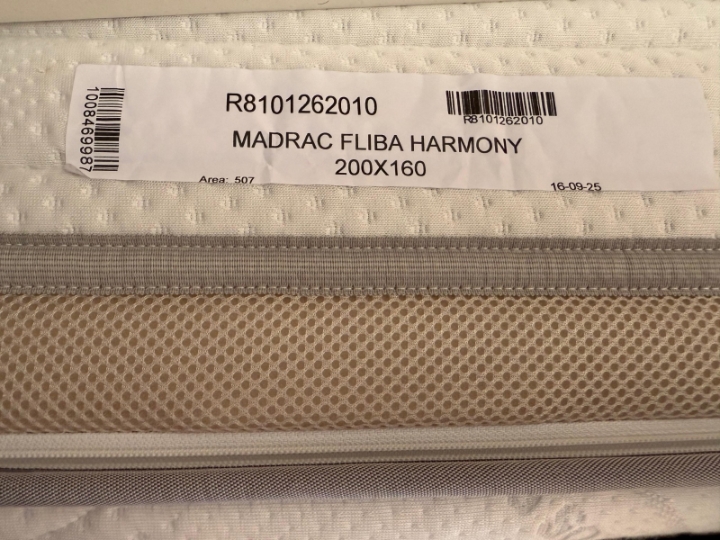 1008469987
R8101262010
R8101262010
MADRAC FLIBA HARMONY
200X160
Area: 507
16-09-25